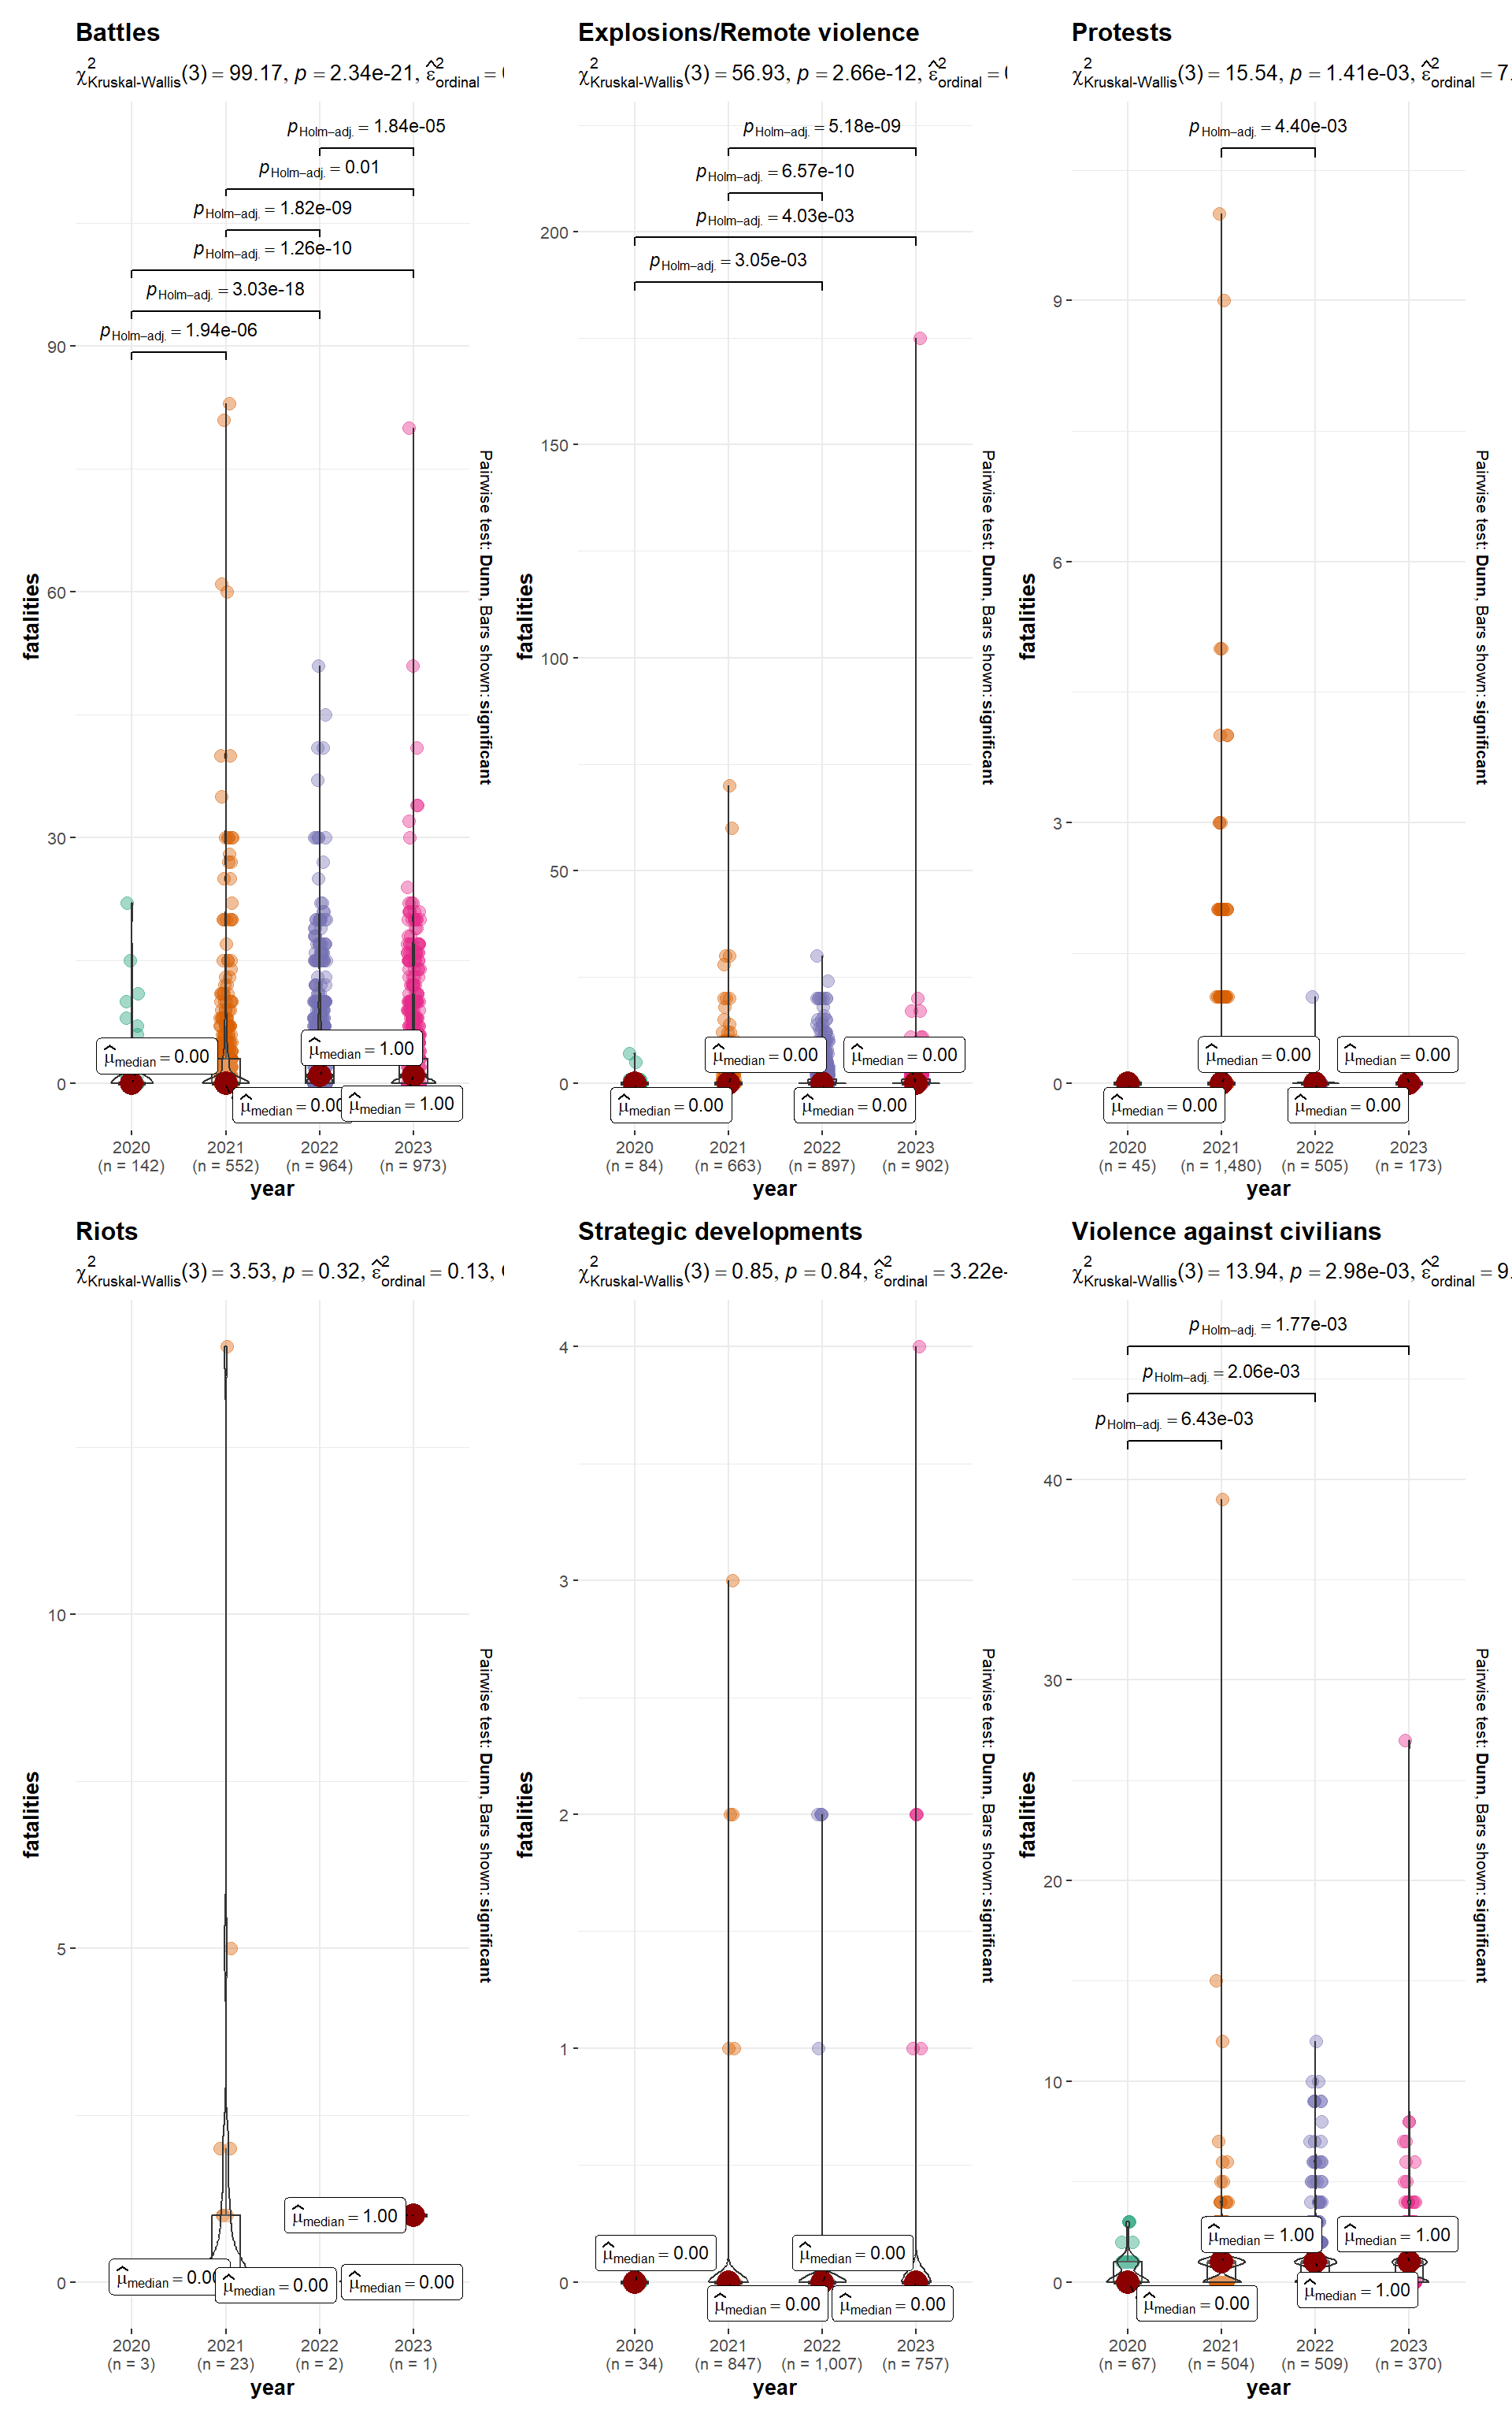 Battles
χ²Kruskal-Wallis(3) = 99.17, p = 2.34e-21, ε̂²ordinal =
pHolm–adj. = 1.84e-05
pHolm–adj. = 0.01
pHolm–adj. = 1.82e-09
pHolm–adj. = 1.26e-10
pHolm–adj. = 3.03e-18
pHolm–adj. = 1.94e-06
90
60
30
0
fatalities
μ̂median = 0.00
μ̂median = 1.00
μ̂median = 0.00
μ̂median = 1.00
2020 2021 2022 2023
(n = 142) (n = 552) (n = 964) (n = 973)
year
Pairwise test: Dunn, Bars shown: significant
Explosions/Remote violence
χ²Kruskal-Wallis(3) = 56.93, p = 2.66e-12, ε̂²ordinal =
pHolm–adj. = 5.18e-09
pHolm–adj. = 6.57e-10
pHolm–adj. = 4.03e-03
pHolm–adj. = 3.05e-03
200
150
100
50
0
fatalities
μ̂median = 0.00
μ̂median = 0.00
μ̂median = 0.00
μ̂median = 0.00
2020 2021 2022 2023
(n = 84) (n = 663) (n = 897) (n = 902)
year
Pairwise test: Dunn, Bars shown: significant
Protests
χ²Kruskal-Wallis(3) = 15.54, p = 1.41e-03, ε̂²ordinal = 7.
pHolm–adj. = 4.40e-03
9
6
3
0
fatalities
μ̂median = 0.00
μ̂median = 0.00
μ̂median = 0.00
μ̂median = 0.00
2020 2021 2022 2023
(n = 45) (n = 1,480) (n = 505) (n = 173)
year
Pairwise test: Dunn, Bars shown: significant
Riots
χ²Kruskal-Wallis(3) = 3.53, p = 0.32, ε̂²ordinal = 0.13,
10
5
0
fatalities
μ̂median = 1.00
μ̂median = 0.00
μ̂median = 0.00
μ̂median = 0.00
2020 2021 2022 2023
(n = 3) (n = 23) (n = 2) (n = 1)
year
Pairwise test: Dunn, Bars shown: significant
Strategic developments
χ²Kruskal-Wallis(3) = 0.85, p = 0.84, ε̂²ordinal = 3.22e-
4
3
2
1
0
fatalities
μ̂median = 0.00
μ̂median = 0.00
μ̂median = 0.00
μ̂median = 0.00
2020 2021 2022 2023
(n = 34) (n = 847) (n = 1,007) (n = 757)
year
Pairwise test: Dunn, Bars shown: significant
Violence against civilians
χ²Kruskal-Wallis(3) = 13.94, p = 2.98e-03, ε̂²ordinal = 9.
pHolm–adj. = 1.77e-03
pHolm–adj. = 2.06e-03
pHolm–adj. = 6.43e-03
40
30
20
10
0
fatalities
μ̂median = 1.00
μ̂median = 1.00
μ̂median = 1.00
μ̂median = 0.00
2020 2021 2022 2023
(n = 67) (n = 504) (n = 509) (n = 370)
year
Pairwise test: Dunn, Bars shown: significant